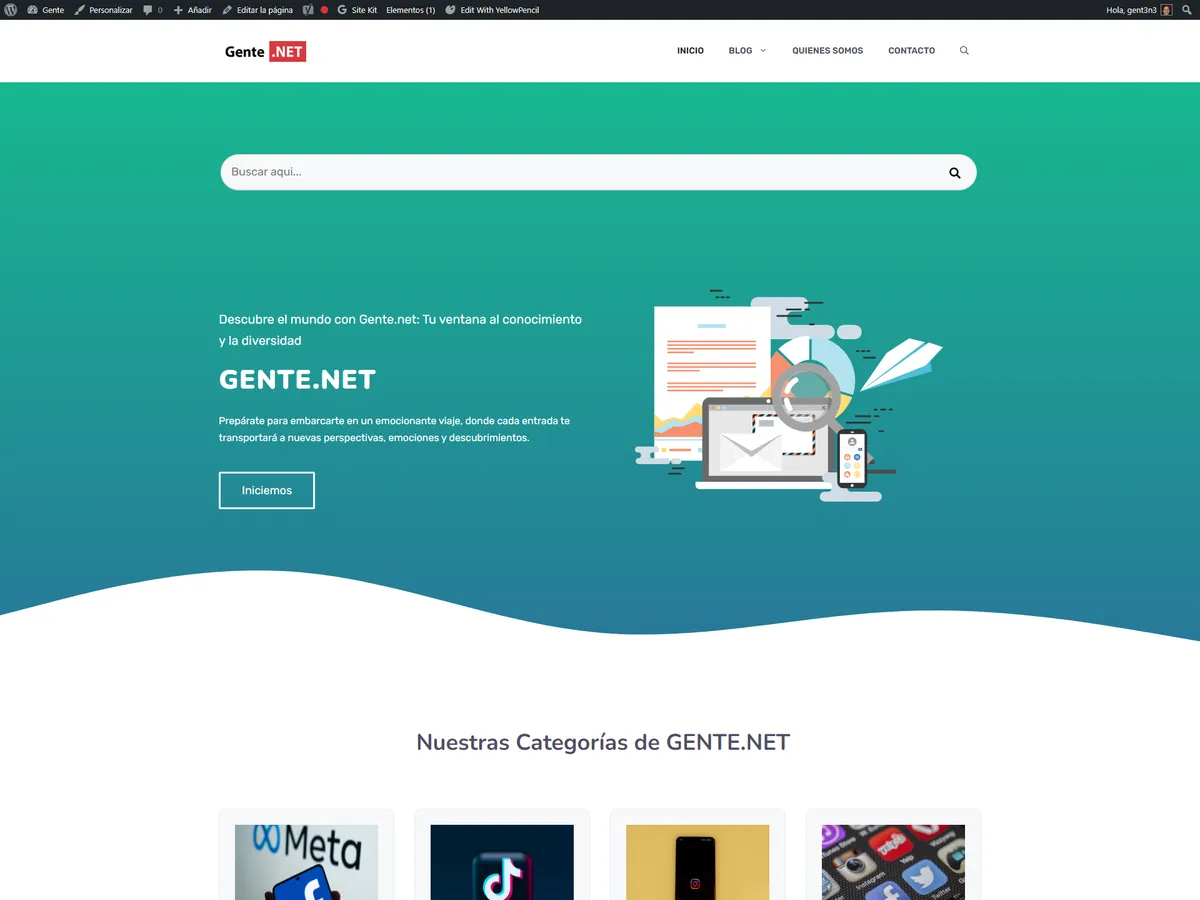 Gente Personalizar 0 Añadir Editar la página Site Kit Elementos (1) Edit With YellowPencil Hola, gent3n3
Gente .NET
INICIO BLOG QUIENES SOMOS CONTACTO
Buscar aqui...
Descubre el mundo con Gente.net: Tu ventana al conocimiento
y la diversidad
GENTE.NET
Prepárate para embarcarte en un emocionante viaje, donde cada entrada te
transportará a nuevas perspectivas, emociones y descubrimientos.
Iniciemos
Nuestras Categorías de GENTE.NET
Meta
Yelp
Instagram
Twitter